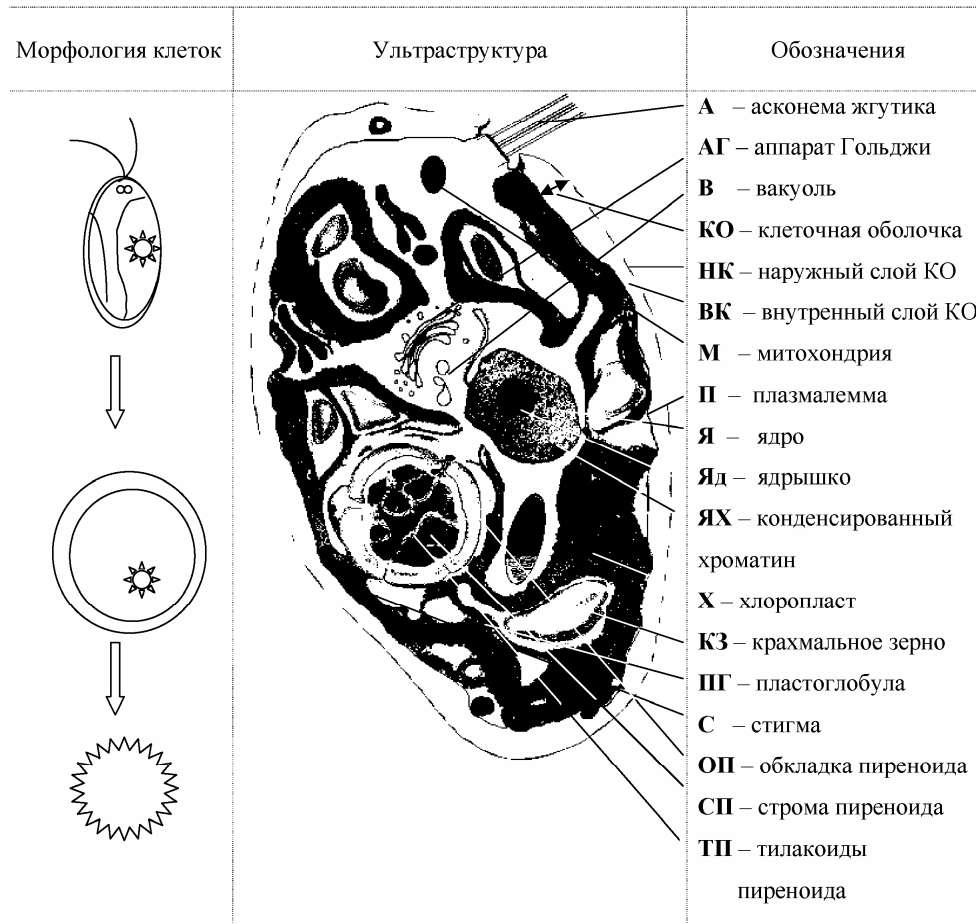 Морфология клеток
Ультраструктура
Обозначения
А – асконема жгутика
АГ – аппарат Гольджи
В – вакуоль
КО – клеточная оболочка
НК – наружный слой КО
ВК – внутренный слой КО
М – митохондрия
П – плазмалемма
Я – ядро
Яд – ядрышко
ЯХ – конденсированный
хроматин
Х – хлоропласт
КЗ – крахмальное зерно
ПГ – пластоглобула
С – стигма
ОП – обкладка пиреноида
СП – строма пиреноида
ТП – тилакоиды
пиреноида